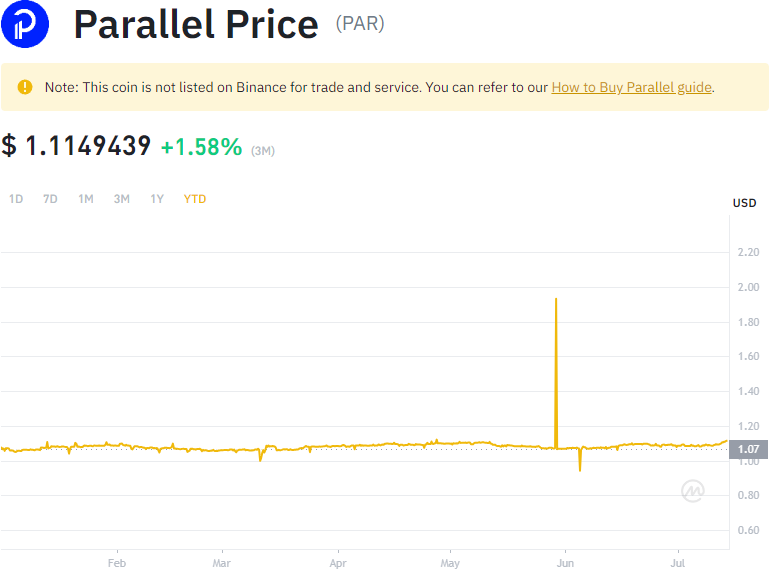 Parallel Price (PAR)
Note: This coin is not listed on Binance for trade and service. You can refer to our How to Buy Parallel guide.
$ 1.1149439 +1.58% (3M)
1D 7D 1M 3M 1Y YTD
USD
2.20
2.00
1.80
1.60
1.40
1.20
1.07
1.00
0.80
0.60
Feb Mar Apr May Jun Jul